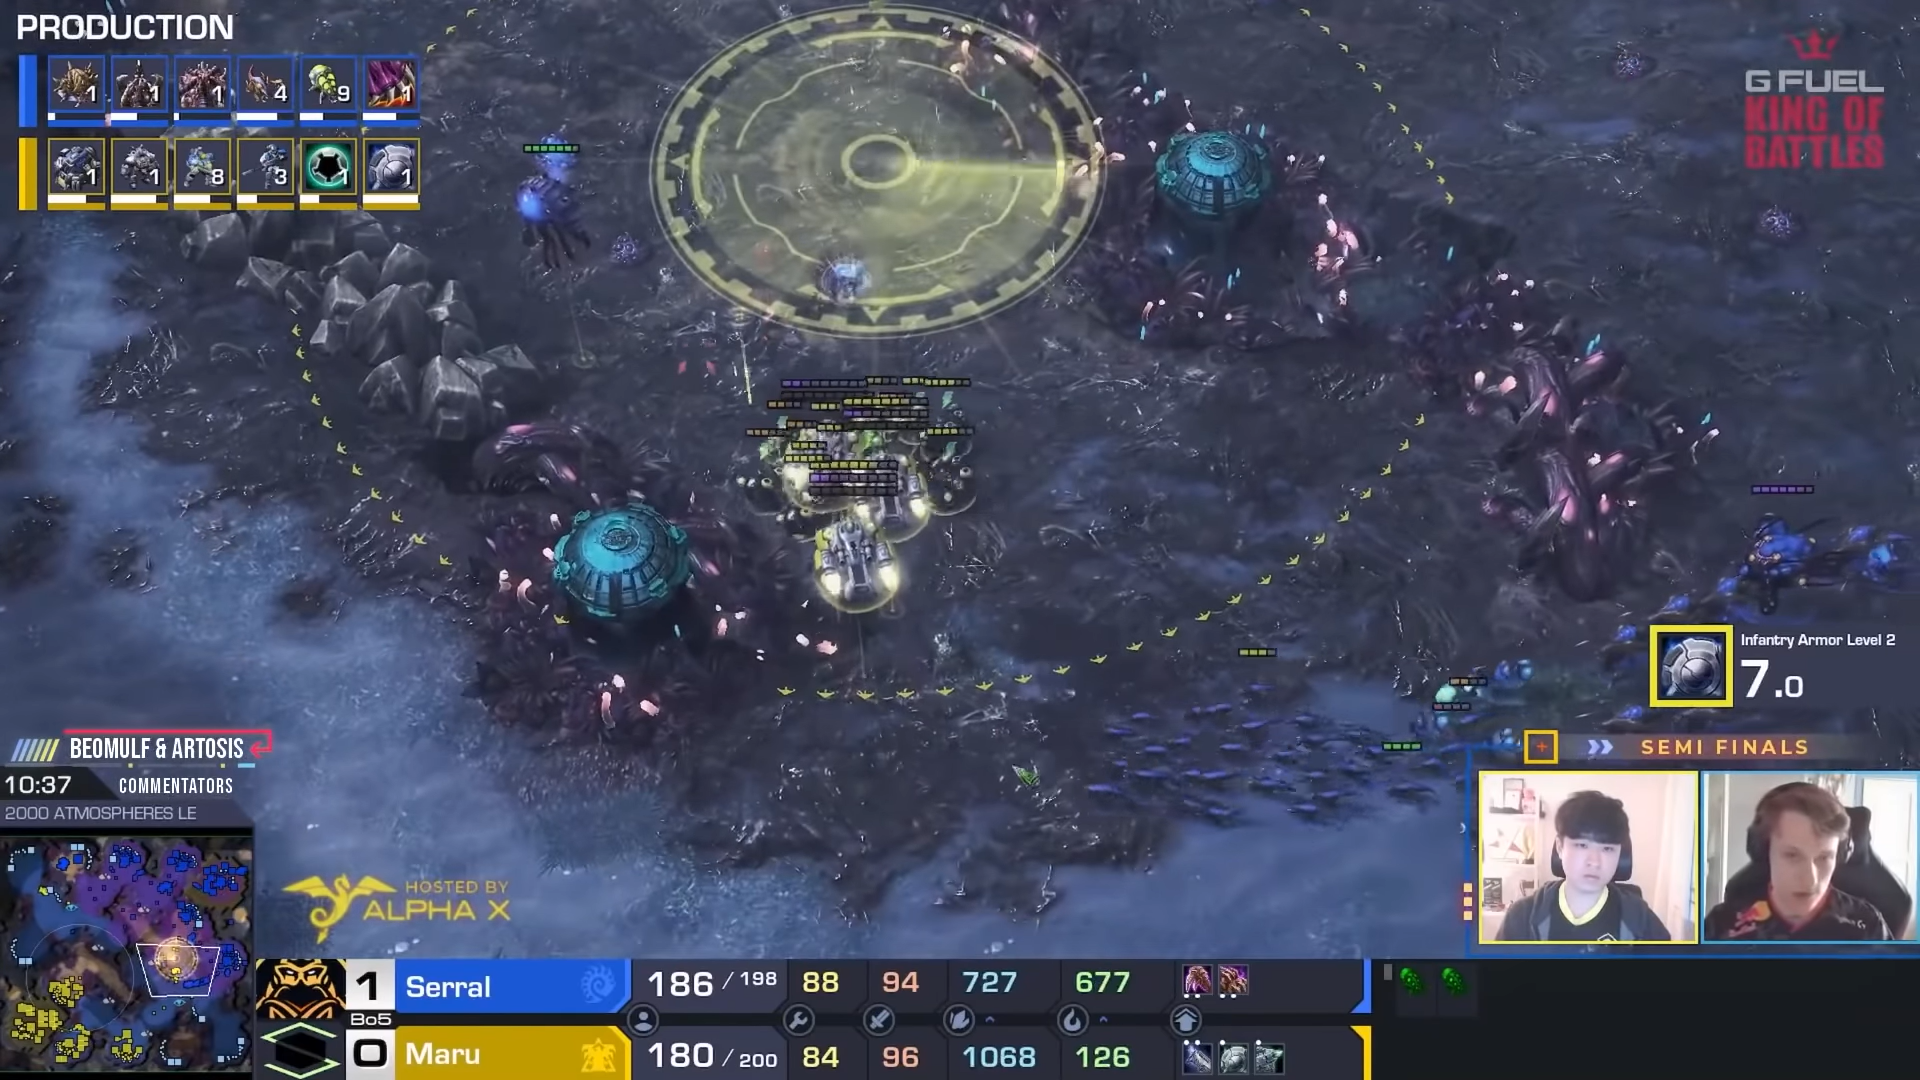 PRODUCTION
1 1 1 4 9 1
1 1 8 3 1 1
G FUEL
KING OF
BATTLES
Infantry Armor Level 2
7.0
SEMI FINALS
BEOMULF & ARTOSIS
COMMENTATORS
10:37
2000 ATMOSPHERES LE
HOSTED BY
ALPHA X
1 Serral 186 / 198 88 94 727 677
Bo5
0 Maru 180 / 200 84 96 1068 126